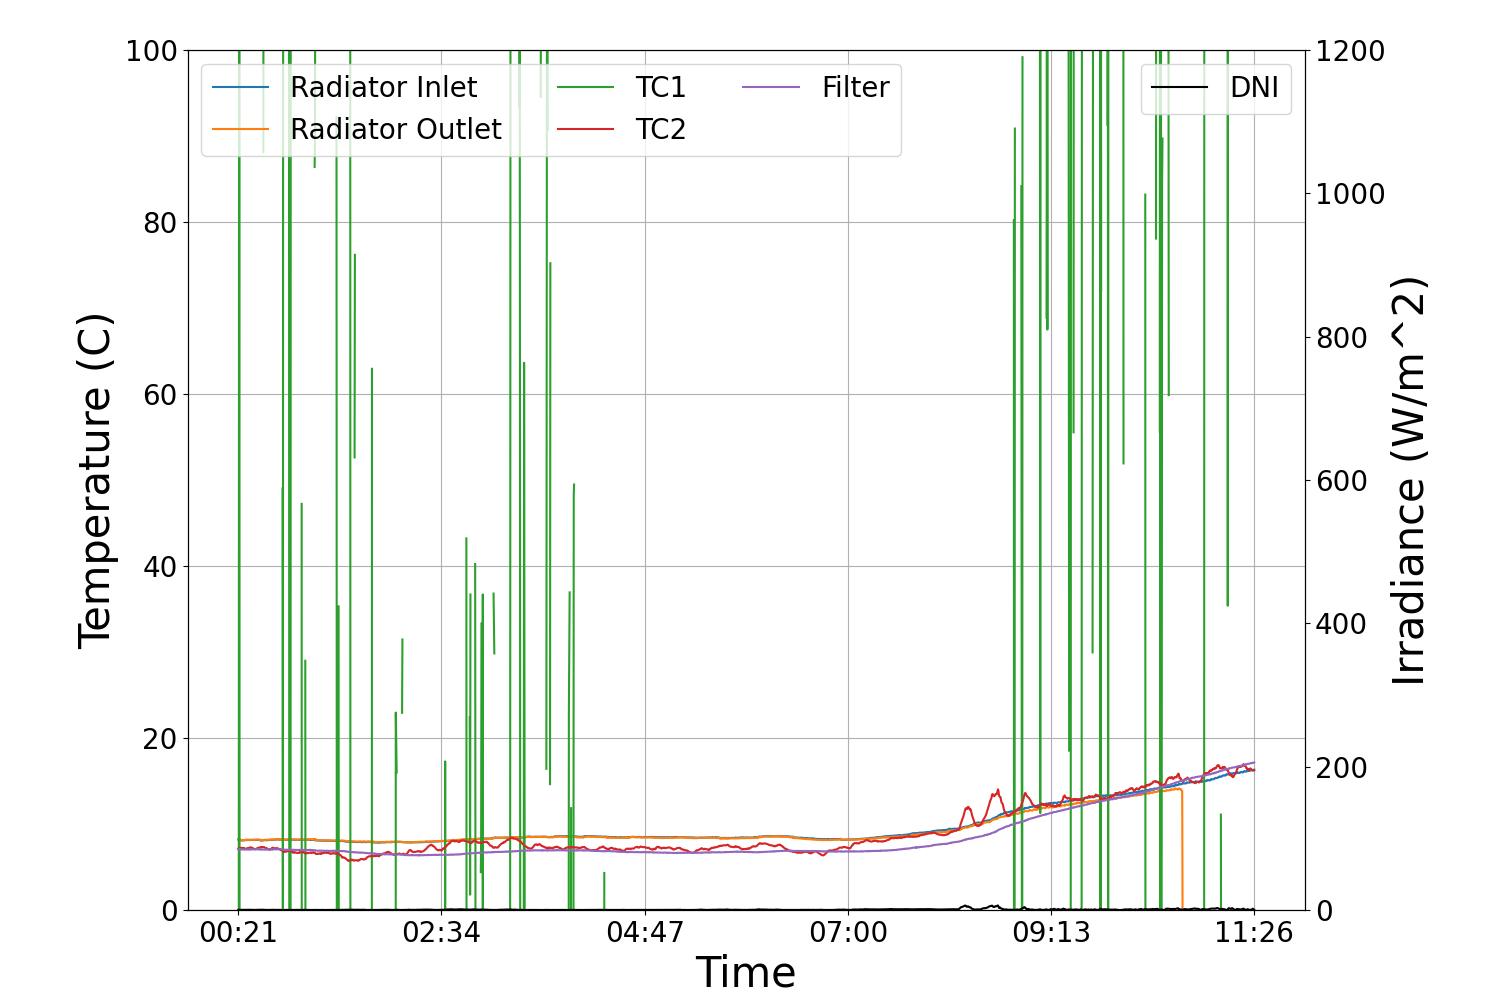 100
80
60
40
20
0
Temperature (C)
Radiator Inlet
Radiator Outlet
TC1
TC2
Filter
DNI
1200
1000
800
600
400
200
0
Irradiance (W/m^2)
00:21
02:34
04:47
07:00
09:13
11:26
Time